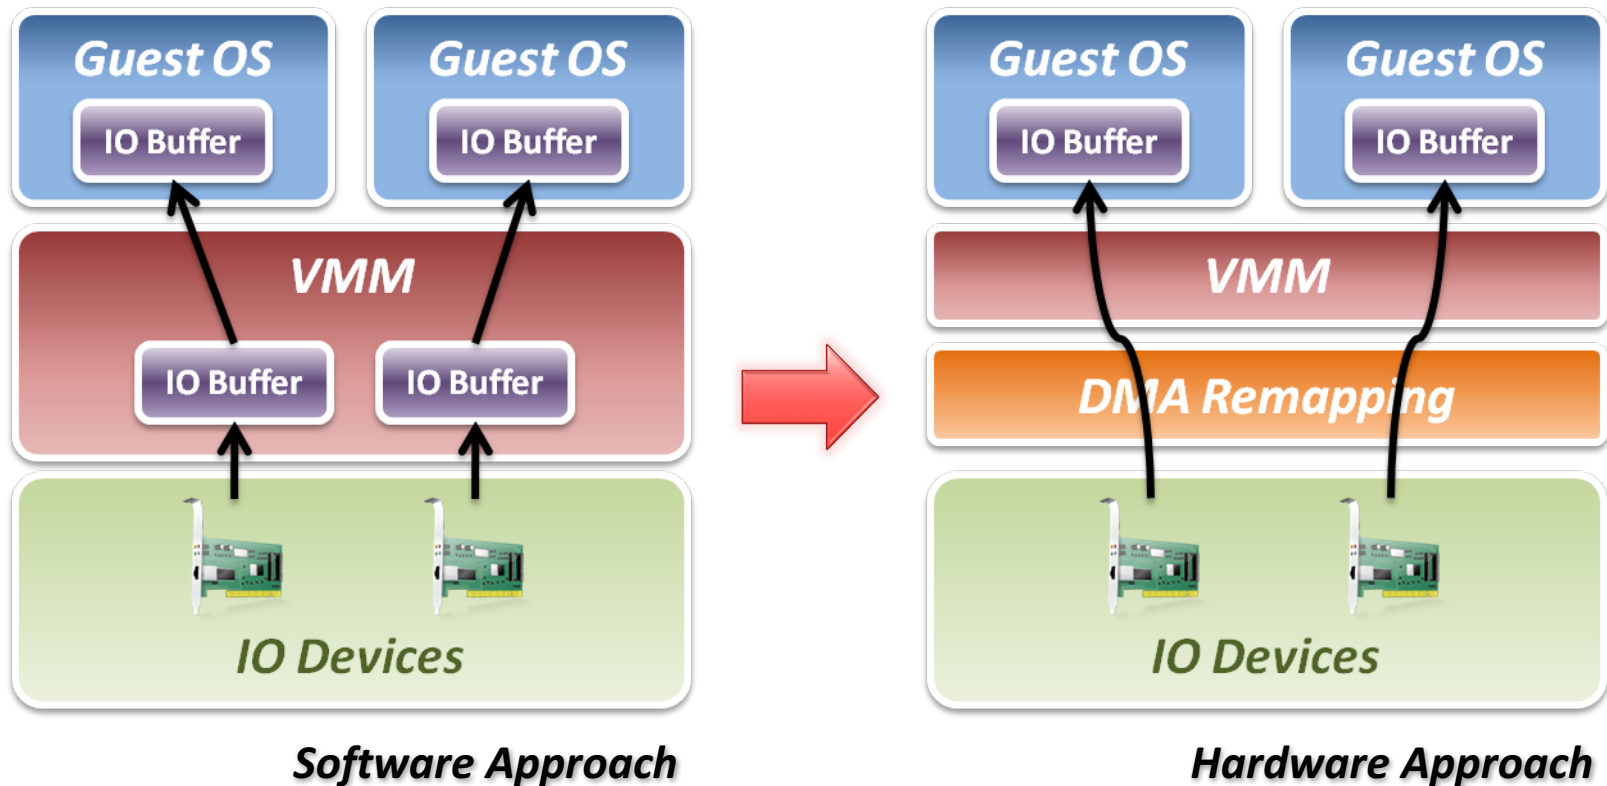 Guest OS
IO Buffer
Guest OS
IO Buffer
VMM
IO Buffer
IO Buffer
IO Devices
Software Approach
Guest OS
IO Buffer
Guest OS
IO Buffer
VMM
DMA Remapping
IO Devices
Hardware Approach